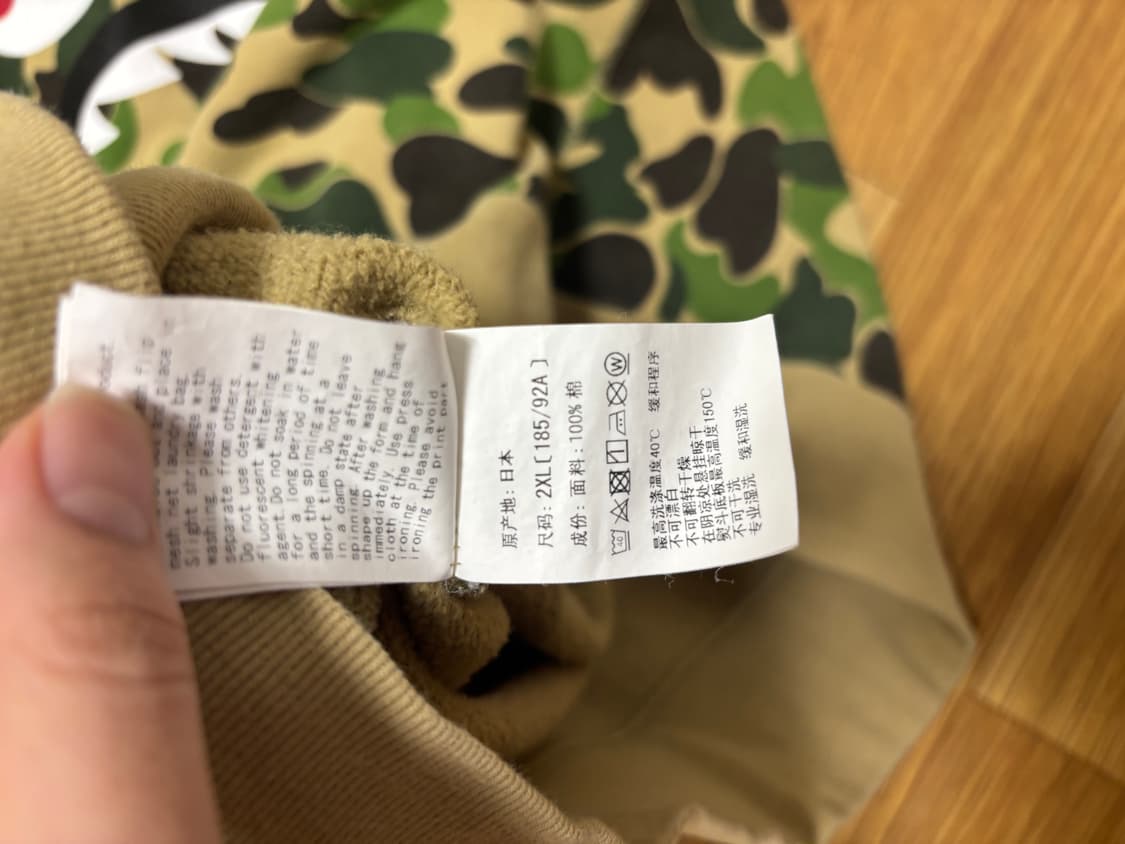 product.
flip
and place
mesh net laundry bag.
Slight shrinkage with
washing. Please wash
separate from others.
Do not use detergect with
fluorescent whitening
agent.Do not soak in water
for a long period of time
and the spinning at a
short time. Do not leave
in a damp state after
spinning. After washing
shape up the form and hang
immediately. Use press
cloth at the time of
ironing. Please avoid
ironing the print part
原产地: 日本
尺码: 2XL[185/92A]
成份: 面料:100% 棉
40 W
最高洗涤温度40℃ 缓和程序
不可漂白
不可翻转干燥
在阴凉处悬挂晾干
熨斗底板最高温度150℃
不可干洗
专业湿洗 缓和湿洗